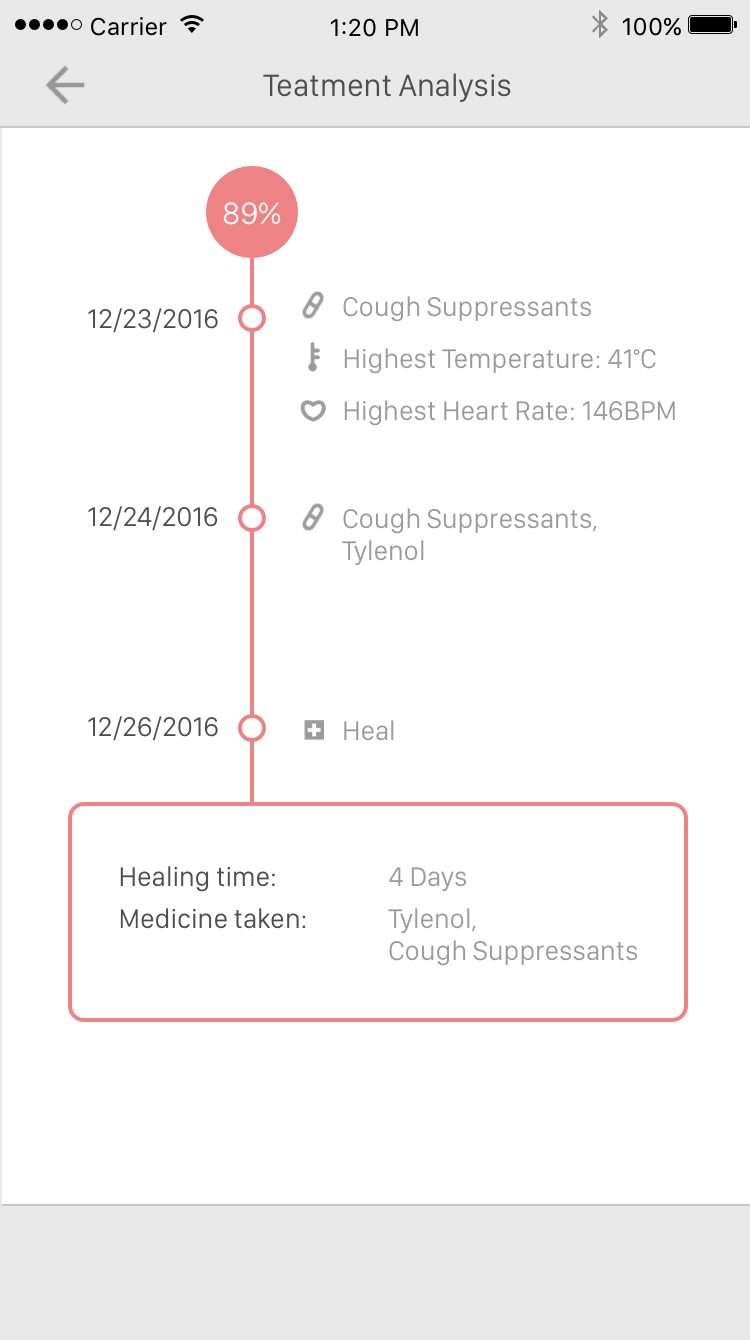 Carrier 1:20 PM 100%
Teatment Analysis
89%
12/23/2016
Cough Suppressants
Highest Temperature: 41°C
Highest Heart Rate: 146BPM
12/24/2016
Cough Suppressants,
Tylenol
12/26/2016
Heal
Healing time: 4 Days
Medicine taken: Tylenol,
Cough Suppressants